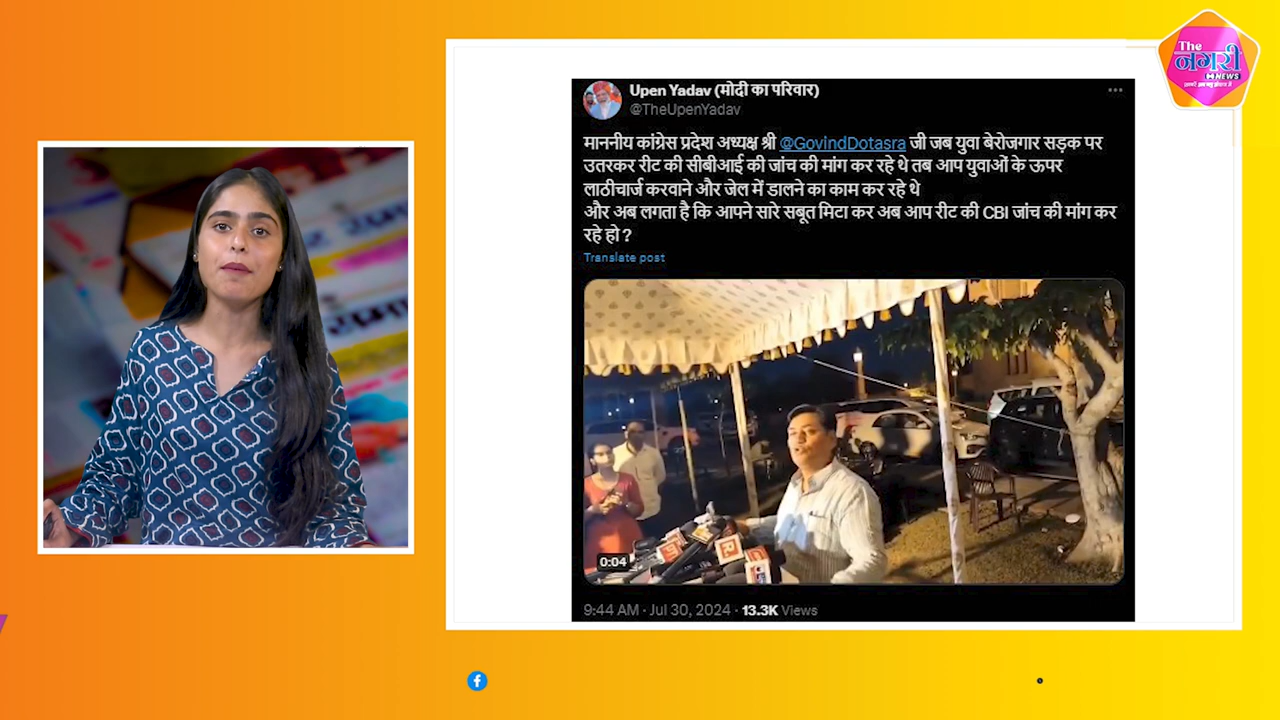 The
नगरी
NEWS
Upen Yadav (मोदी का परिवार)
@TheUpenYadav
माननीय कांग्रेस प्रदेश अध्यक्ष श्री @GovindDotasra जी जब युवा बेरोजगार सड़क पर
उतरकर रीट की सीबीआई की जांच की मांग कर रहे थे तब आप युवाओं के ऊपर
लाठीचार्ज करवाने और जेल में डालने का काम कर रहे थे
और अब लगता है कि आपने सारे सबूत मिटा कर अब आप रीट की CBI जांच की मांग कर
रहे हो ?
Translate post
0:04
9:44 AM · Jul 30, 2024 · 13.3K Views